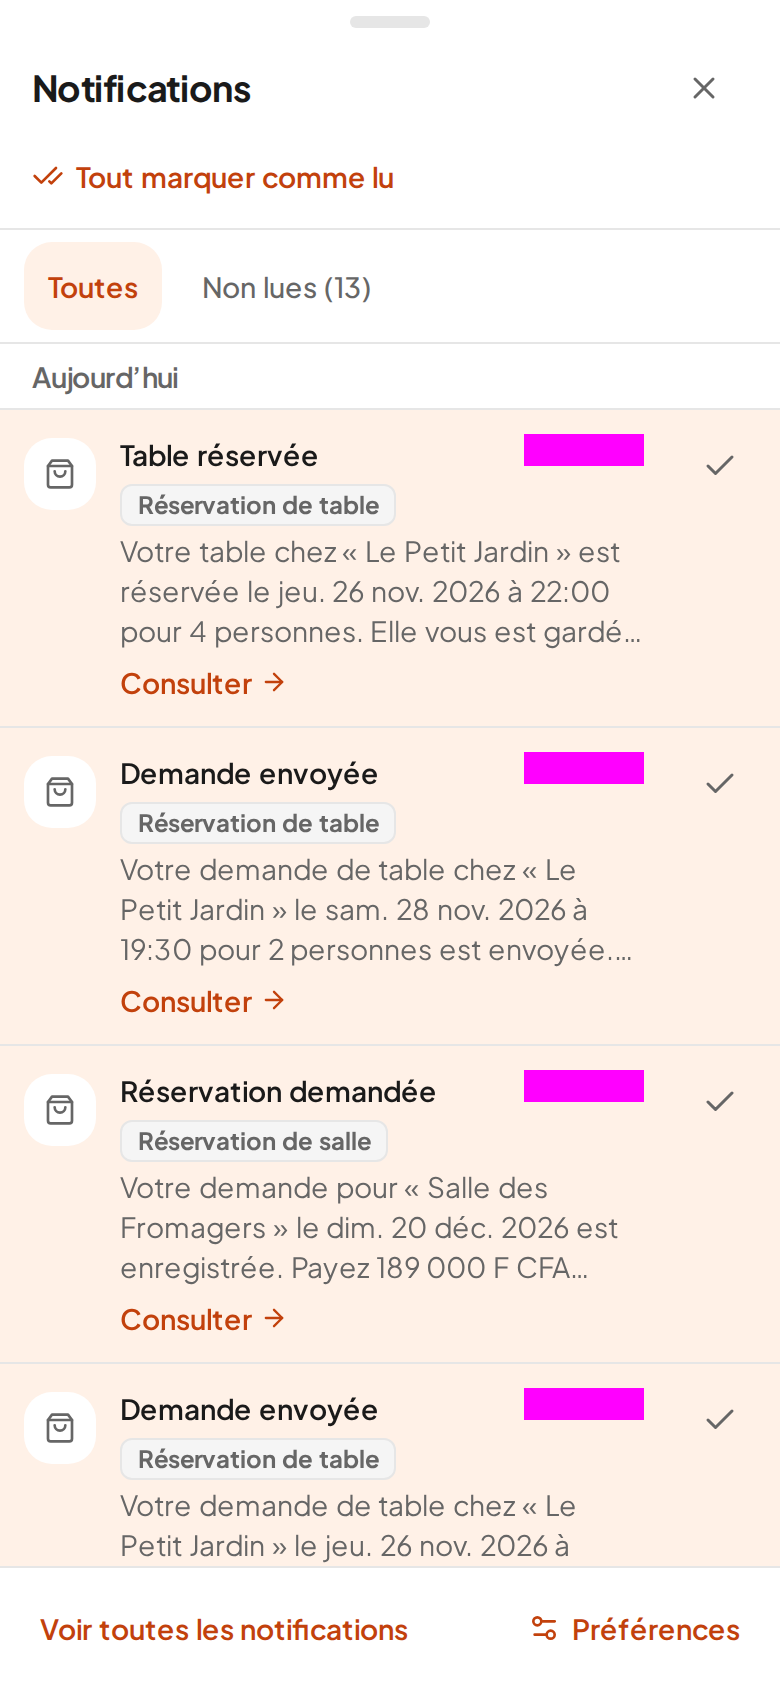 Notifications
Tout marquer comme lu
Toutes
Non lues (13)
Aujourd’hui
Table réservée
Réservation de table
Votre table chez « Le Petit Jardin » est
réservée le jeu. 26 nov. 2026 à 22:00
pour 4 personnes. Elle vous est gardé…
Consulter →
Demande envoyée
Réservation de table
Votre demande de table chez « Le
Petit Jardin » le sam. 28 nov. 2026 à
19:30 pour 2 personnes est envoyée.…
Consulter →
Réservation demandée
Réservation de salle
Votre demande pour « Salle des
Fromagers » le dim. 20 déc. 2026 est
enregistrée. Payez 189 000 F CFA…
Consulter →
Demande envoyée
Réservation de table
Votre demande de table chez « Le
Petit Jardin » le jeu. 26 nov. 2026 à
Voir toutes les notifications
Préférences